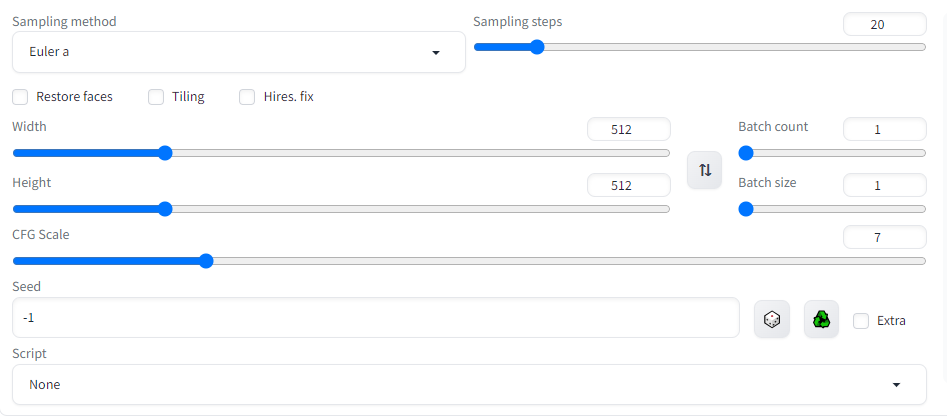 Sampling method
Sampling steps
20
Euler a
Restore faces
Tiling
Hires. fix
Width
512
Batch count
1
Height
512
Batch size
1
CFG Scale
7
Seed
-1
Extra
Script
None